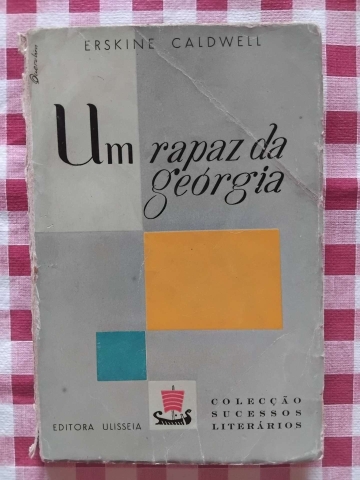 ERSKINE CALDWELL
Um rapaz da
geórgia
EDITORA ULISSEIA
COLECÇÃO
SUCESSOS
LITERÁRIOS